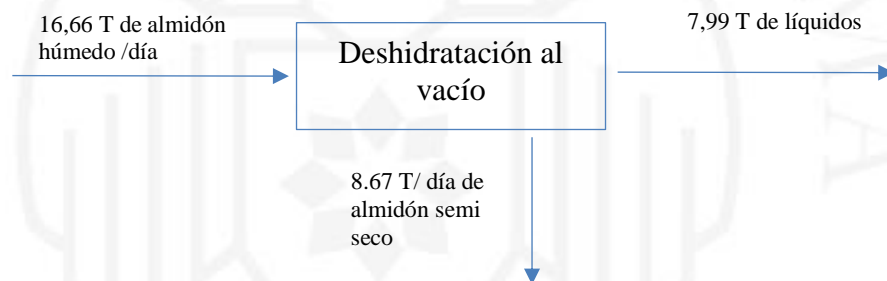 16,66 T de almidón
húmedo /día
Deshidratación al
vacío
7,99 T de líquidos
8.67 T/ día de
almidón semi
seco